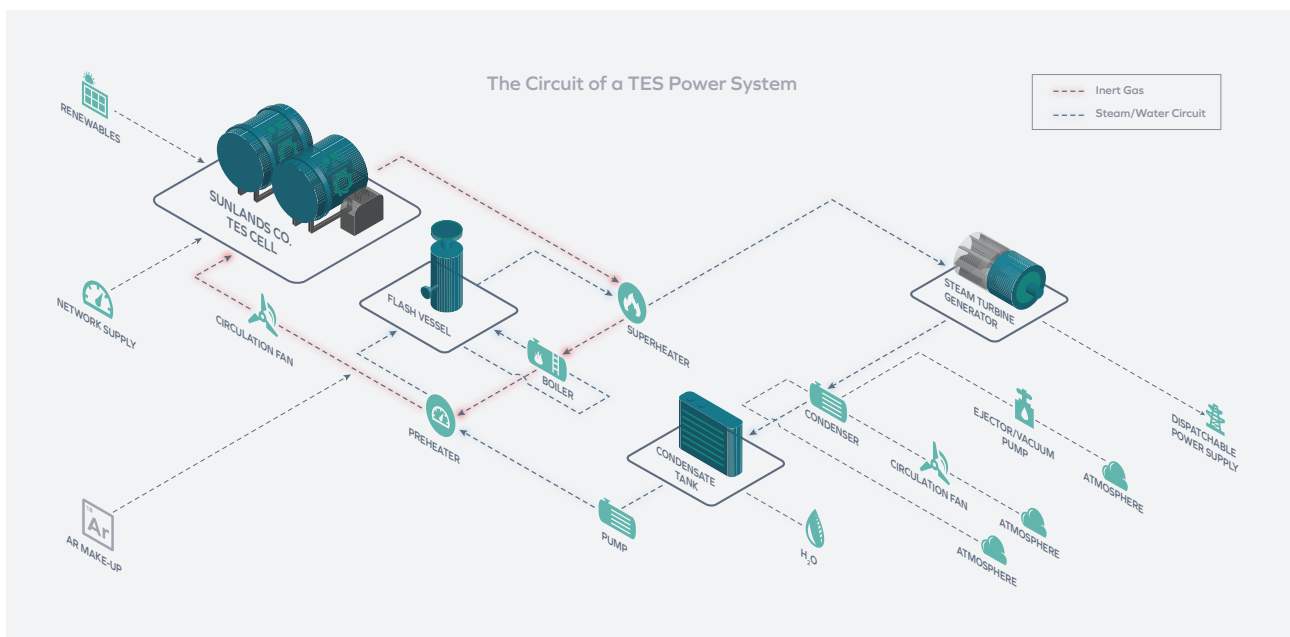 The Circuit of a TES Power System
Inert Gas
Steam/Water Circuit
RENEWABLES
SUNLANDS CO.
TES CELL
NETWORK SUPPLY
CIRCULATION FAN
FLASH VESSEL
SUPERHEATER
STEAM TURBINE
GENERATOR
BOILER
PREHEATER
CONDENSER
EJECTOR/VACUUM
PUMP
DISPATCHABLE
POWER SUPPLY
CONDENSATE
TANK
CIRCULATION FAN
ATMOSPHERE
ATMOSPHERE
ATMOSPHERE
18
Ar
AR MAKE-UP
PUMP
H₂O